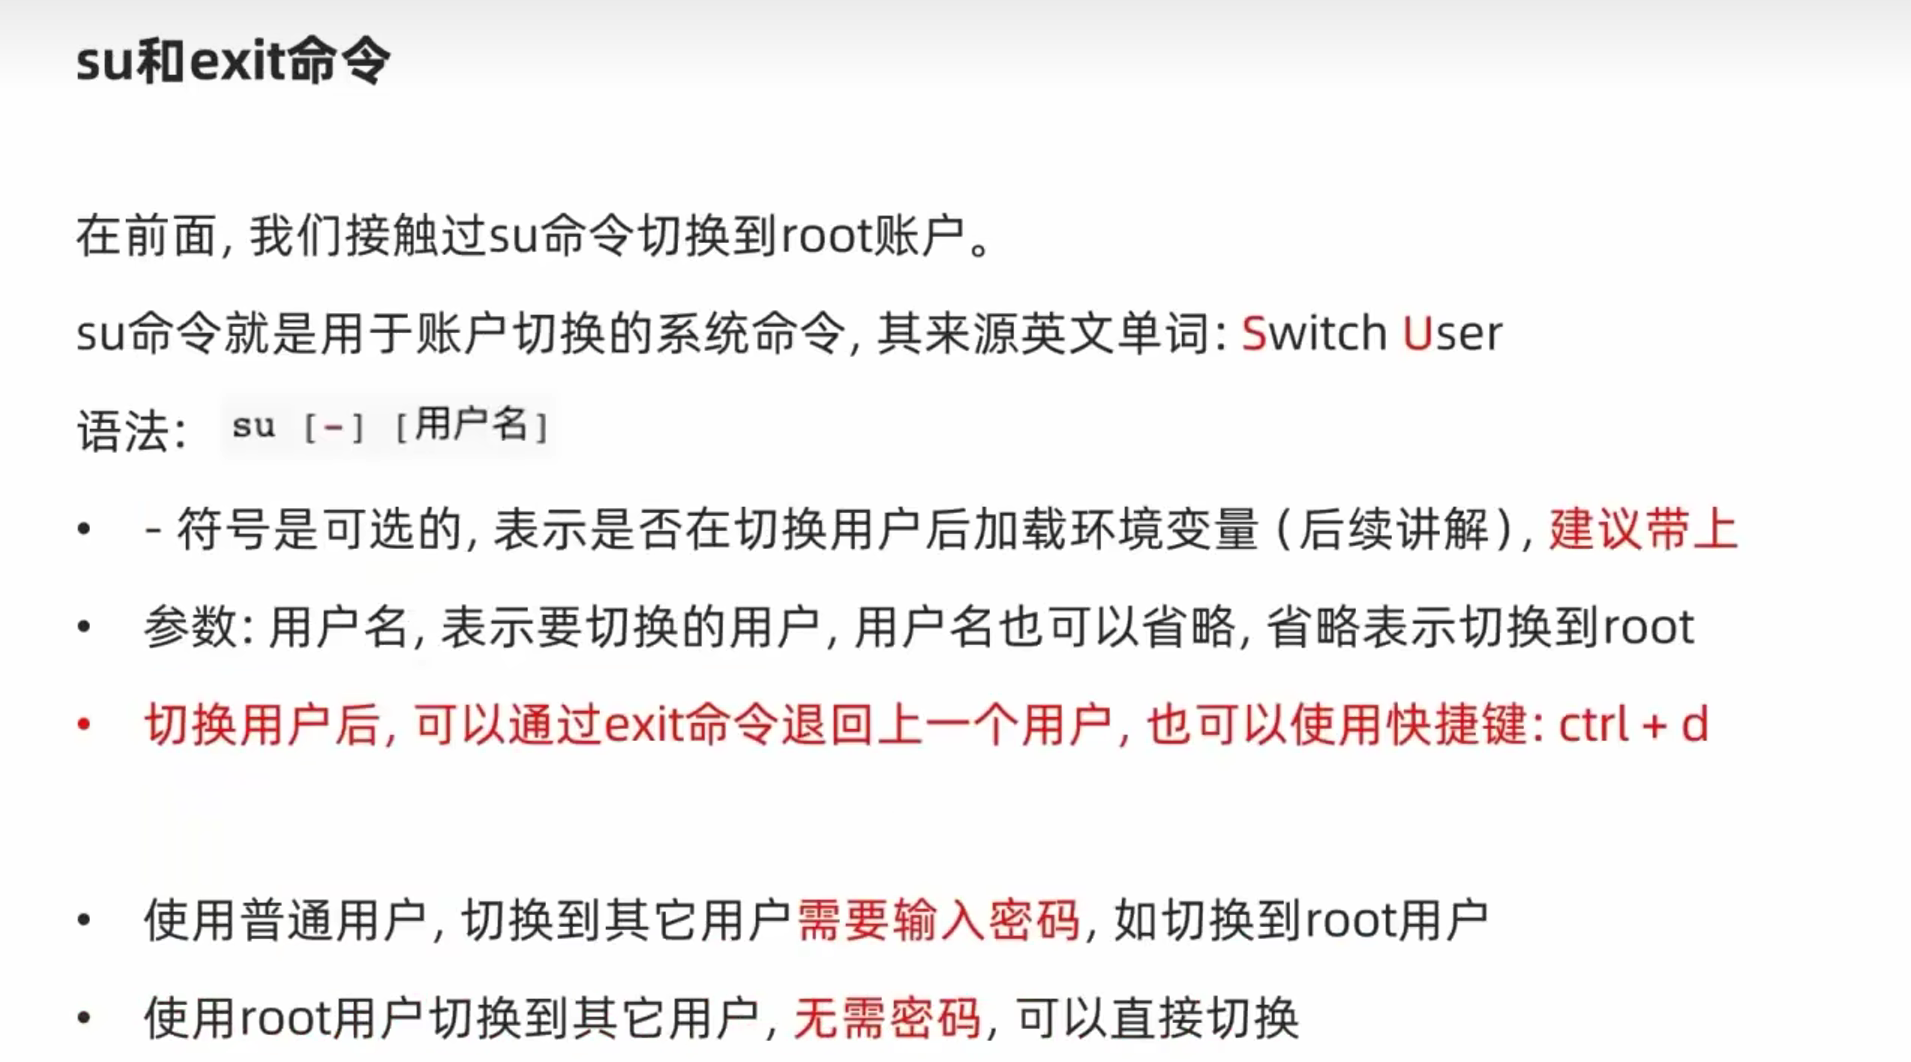 su和exit命令
在前面, 我们接触过su命令切换到root账户。
su命令就是用于账户切换的系统命令, 其来源英文单词: Switch User
语法: su [-] [用户名]
• - 符号是可选的, 表示是否在切换用户后加载环境变量 (后续讲解), 建议带上
• 参数: 用户名, 表示要切换的用户, 用户名也可以省略, 省略表示切换到root
• 切换用户后, 可以通过exit命令退回上一个用户, 也可以使用快捷键: ctrl + d
• 使用普通用户, 切换到其它用户需要输入密码, 如切换到root用户
• 使用root用户切换到其它用户, 无需密码, 可以直接切换